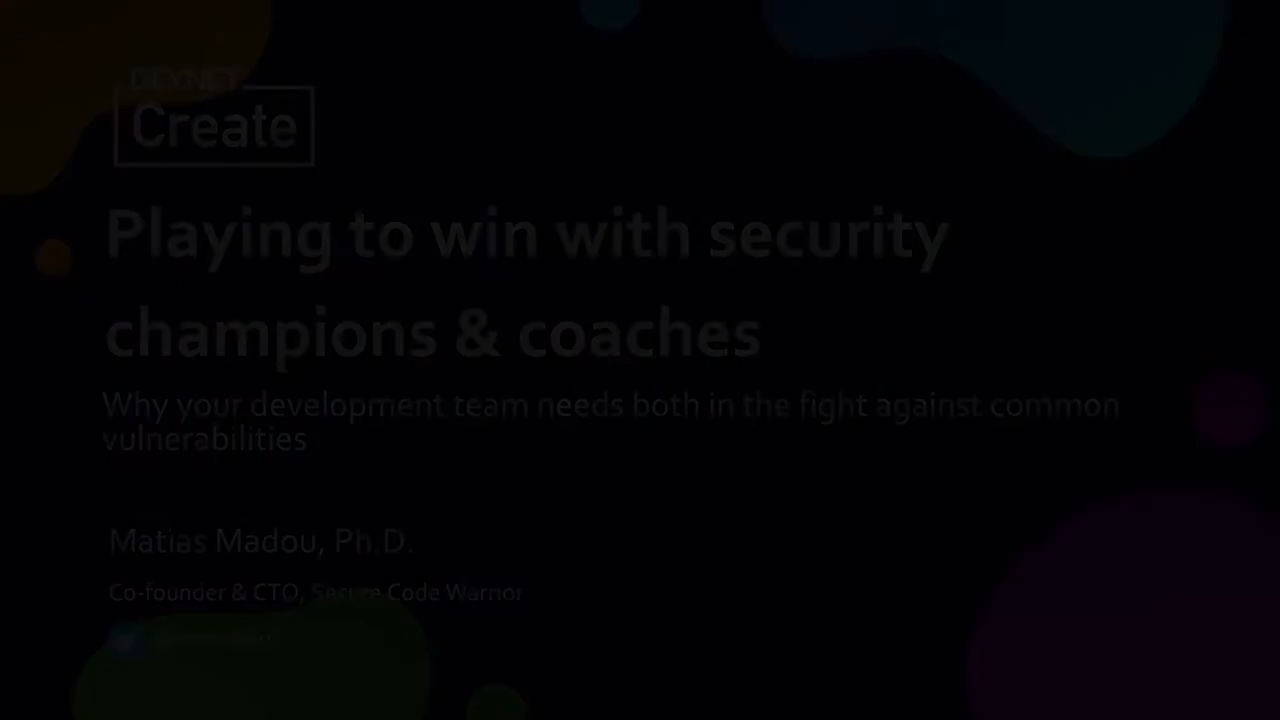 DEVNET
Create
Playing to win with security
champions & coaches
Why your development team needs both in the fight against common
vulnerabilities
Matias Madou, Ph.D.
Co-founder & CTO, Secure Code Warrior